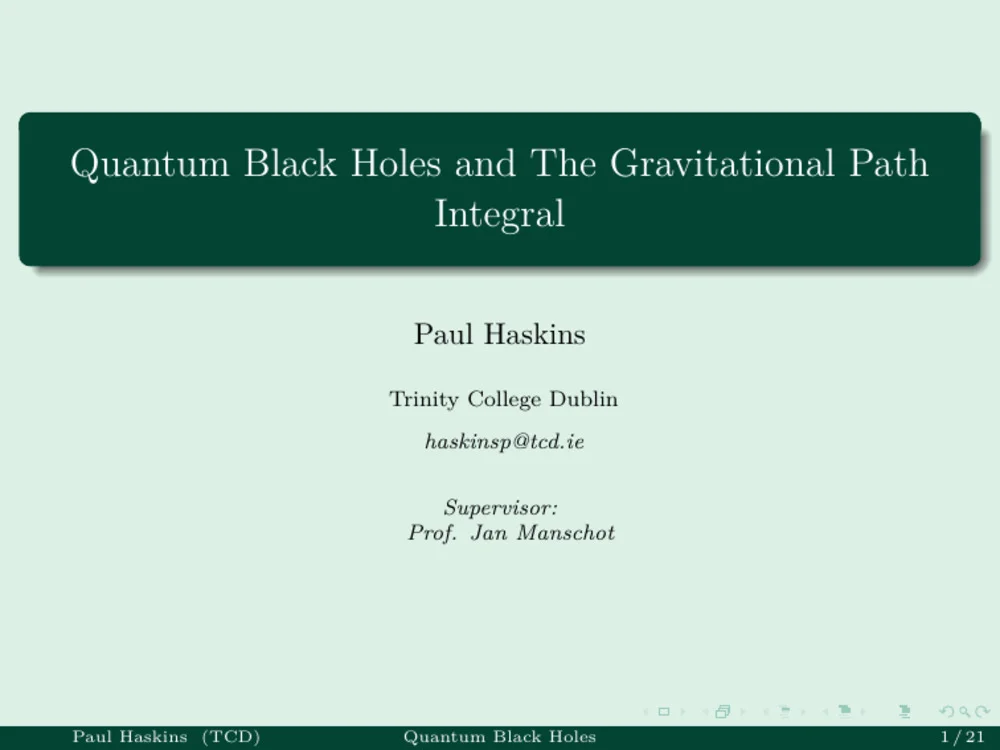 Quantum Black Holes and The Gravitational Path
Integral
Paul Haskins
Trinity College Dublin
haskinsp@tcd.ie
Supervisor:
Prof. Jan Manschot
Paul Haskins (TCD) Quantum Black Holes 1 / 21